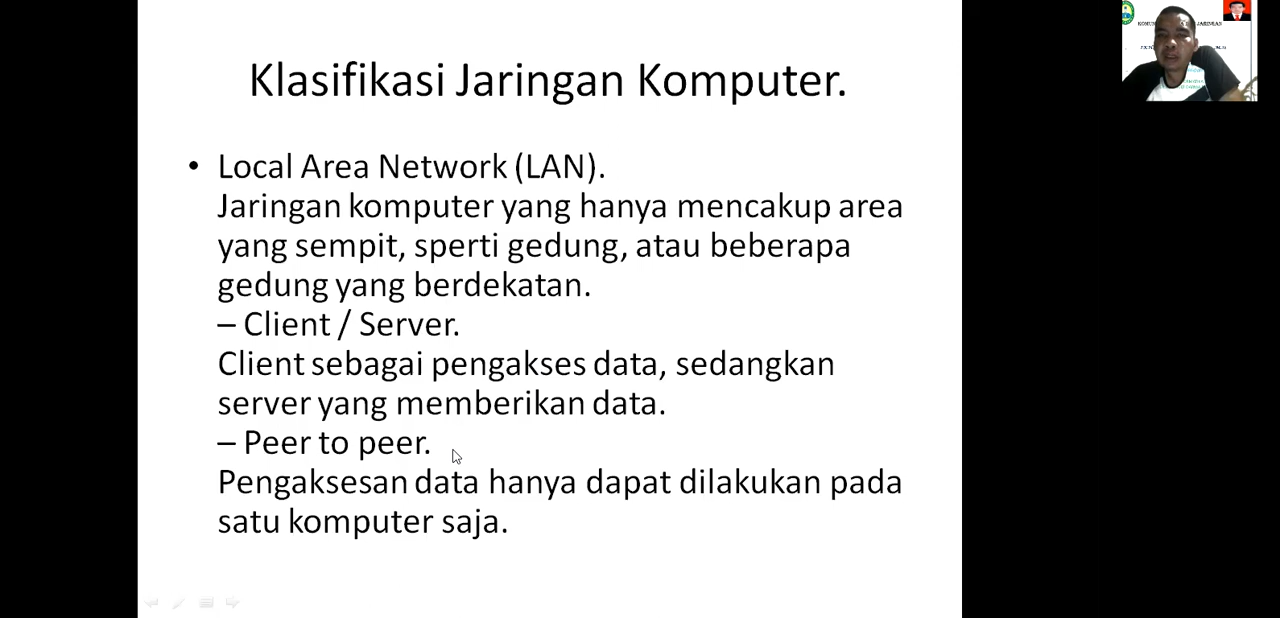 Klasifikasi Jaringan Komputer.
• Local Area Network (LAN).
Jaringan komputer yang hanya mencakup area
yang sempit, sperti gedung, atau beberapa
gedung yang berdekatan.
– Client / Server.
Client sebagai pengakses data, sedangkan
server yang memberikan data.
– Peer to peer.
Pengaksesan data hanya dapat dilakukan pada
satu komputer saja.